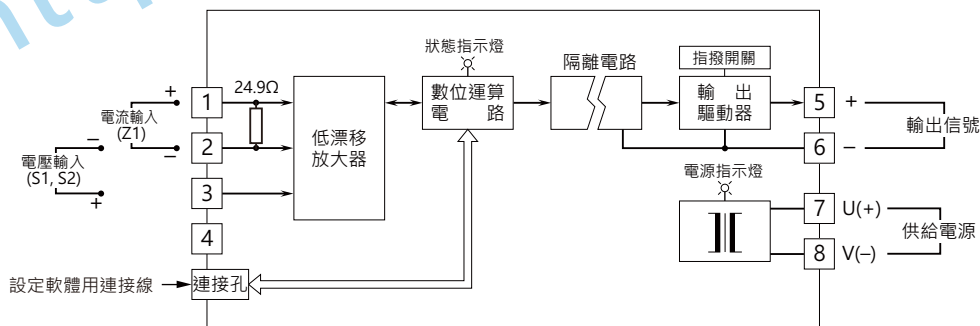 http
狀態指示燈
隔離電路
指撥開關
24.9Ω
1
+
電流輸入
(Z1)
−
2
−
電壓輸入
(S1, S2)
+
3
4
低漂移
放大器
數位運算
電 路
輸 出
驅動器
5
+
輸出信號
6
−
電源指示燈
7
U(+)
供給電源
8
V(−)
設定軟體用連接線
連接孔